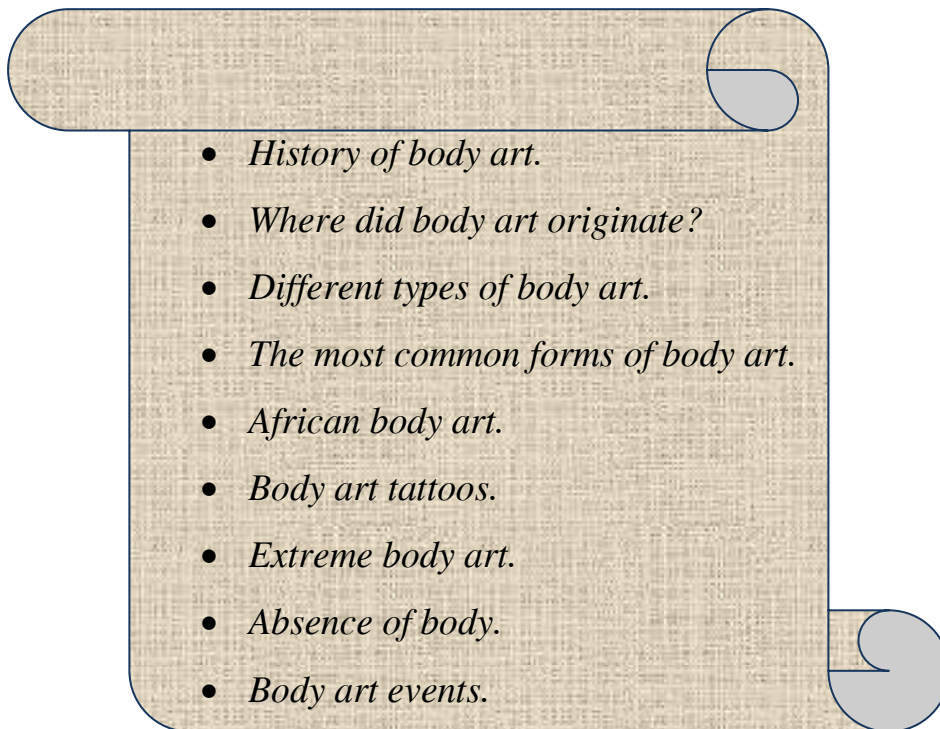 • History of body art.
• Where did body art originate?
• Different types of body art.
• The most common forms of body art.
• African body art.
• Body art tattoos.
• Extreme body art.
• Absence of body.
• Body art events.